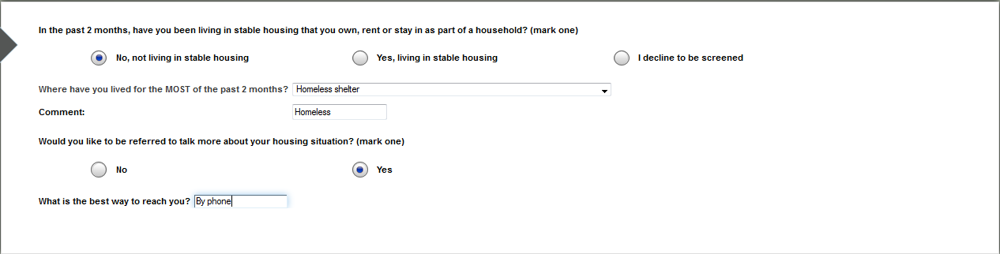 In the past 2 months, have you been living in stable housing that you own, rent or stay in as part of a household? (mark one)
No, not living in stable housing Yes, living in stable housing I decline to be screened
Where have you lived for the MOST of the past 2 months? Homeless shelter
Comment: Homeless
Would you like to be referred to talk more about your housing situation? (mark one)
No Yes
What is the best way to reach you? By phone